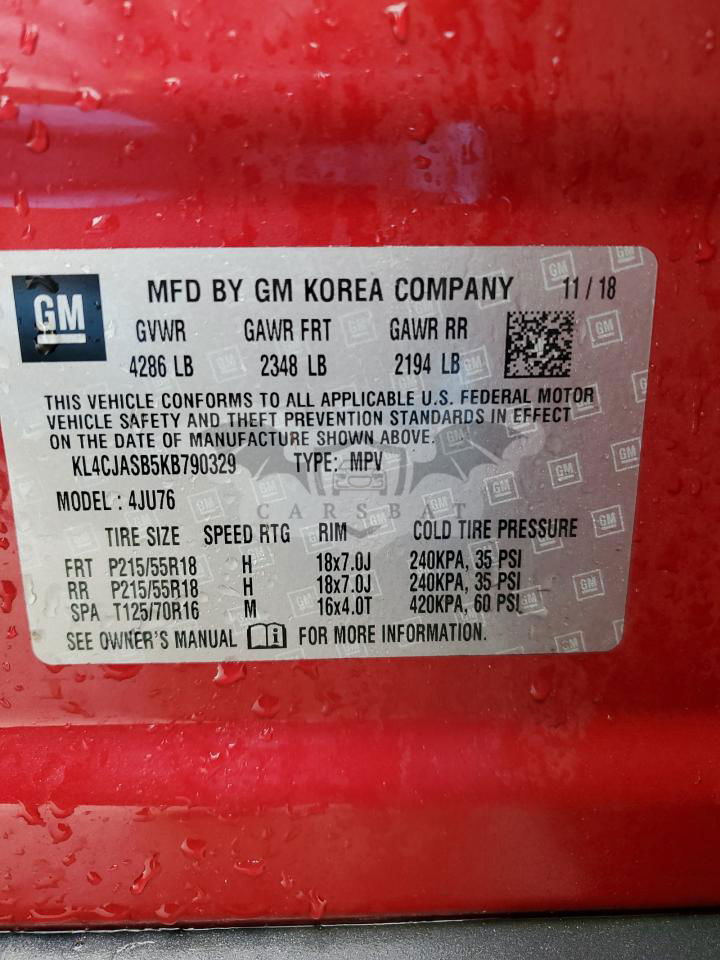 GM
MFD BY GM KOREA COMPANY 11 / 18
GVWR GAWR FRT GAWR RR
4286 LB 2348 LB 2194 LB
THIS VEHICLE CONFORMS TO ALL APPLICABLE U.S. FEDERAL MOTOR
VEHICLE SAFETY AND THEFT PREVENTION STANDARDS IN EFFECT
ON THE DATE OF MANUFACTURE SHOWN ABOVE.
KL4CJASB5KB790329 TYPE: MPV
MODEL : 4JU76
CARSBAT
TIRE SIZE SPEED RTG RIM COLD TIRE PRESSURE
FRT P215/55R18 H 18x7.0J 240KPA, 35 PSI
RR P215/55R18 H 18x7.0J 240KPA, 35 PSI
SPA T125/70R16 M 16x4.0T 420KPA, 60 PSI
SEE OWNER'S MANUAL FOR MORE INFORMATION.